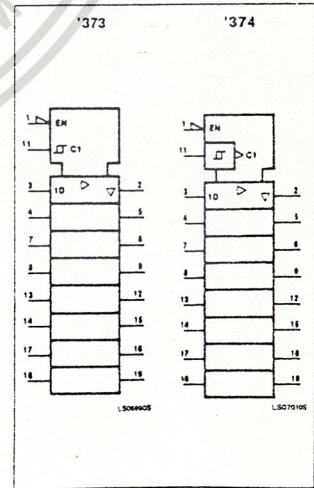 '373 '374
1 EN 1 EN
11 C1 11 C1
3 1D 2 3 1D 2
4 5 4 5
7 6 7 6
8 9 8 9
13 12 13 12
14 15 14 15
17 16 17 16
18 19 18 19
LS07010S